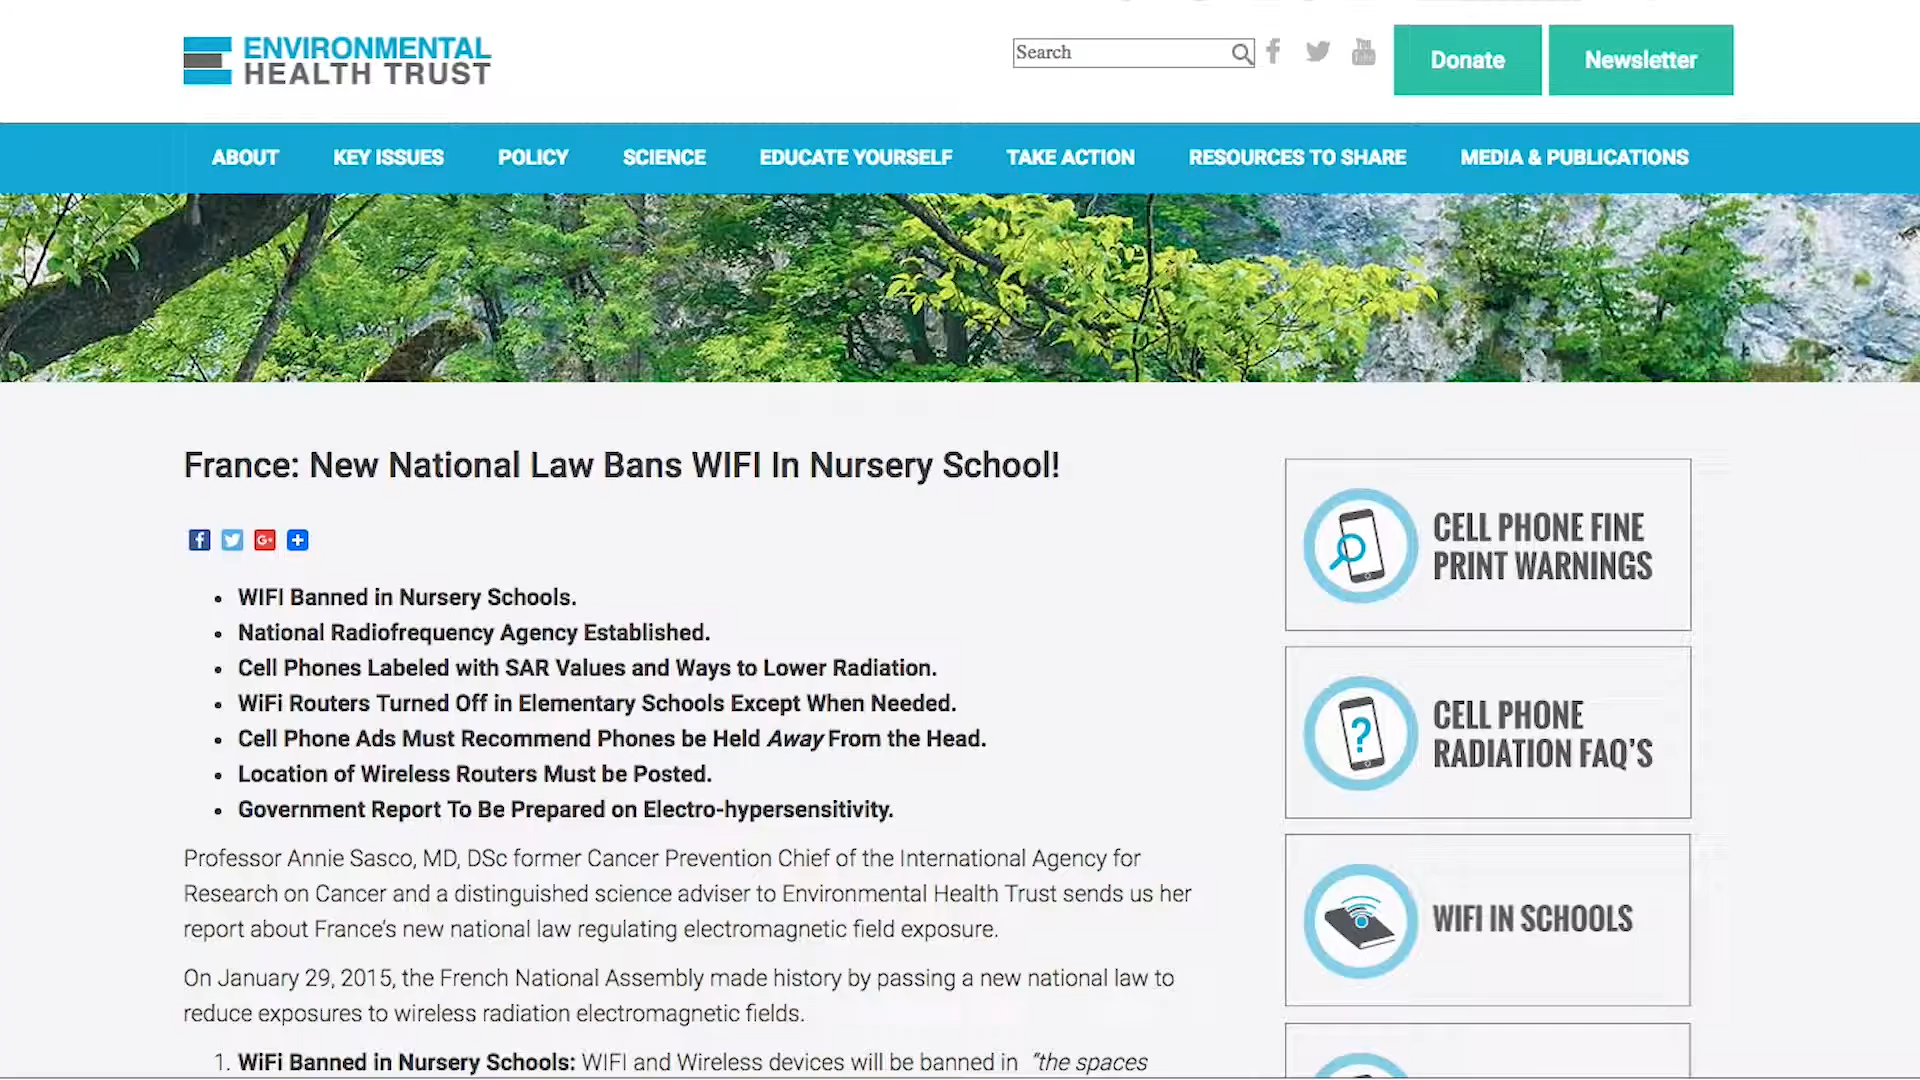 ENVIRONMENTAL
HEALTH TRUST
Search
f
You
Tube
Donate
Newsletter
ABOUT
KEY ISSUES
POLICY
SCIENCE
EDUCATE YOURSELF
TAKE ACTION
RESOURCES TO SHARE
MEDIA & PUBLICATIONS
France: New National Law Bans WIFI In Nursery School!
f
G+
• WIFI Banned in Nursery Schools.
• National Radiofrequency Agency Established.
• Cell Phones Labeled with SAR Values and Ways to Lower Radiation.
• WiFi Routers Turned Off in Elementary Schools Except When Needed.
• Cell Phone Ads Must Recommend Phones be Held Away From the Head.
• Location of Wireless Routers Must be Posted.
• Government Report To Be Prepared on Electro-hypersensitivity.
Professor Annie Sasco, MD, DSc former Cancer Prevention Chief of the International Agency for
Research on Cancer and a distinguished science adviser to Environmental Health Trust sends us her
report about France's new national law regulating electromagnetic field exposure.
On January 29, 2015, the French National Assembly made history by passing a new national law to
reduce exposures to wireless radiation electromagnetic fields.
1. WiFi Banned in Nursery Schools: WIFI and Wireless devices will be banned in "the spaces
CELL PHONE FINE
PRINT WARNINGS
?
CELL PHONE
RADIATION FAQ'S
WIFI IN SCHOOLS